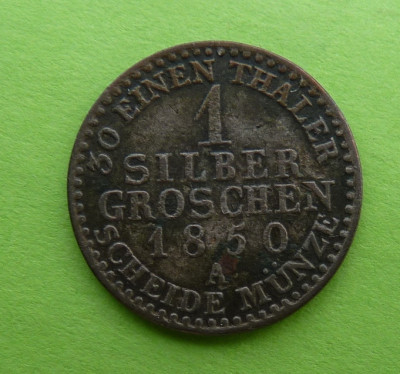 30 EINEN THALER
1
SILBER
GROSCHEN
1850
A
SCHEIDE MÜNZE